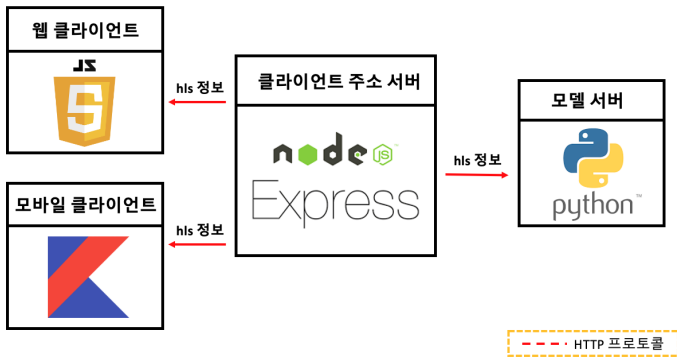 웹 클라이언트
JS
5
hls 정보
모바일 클라이언트
hls 정보
클라이언트 주소 서버
node
JS
Express
hls 정보
모델 서버
python™
HTTP 프로토콜